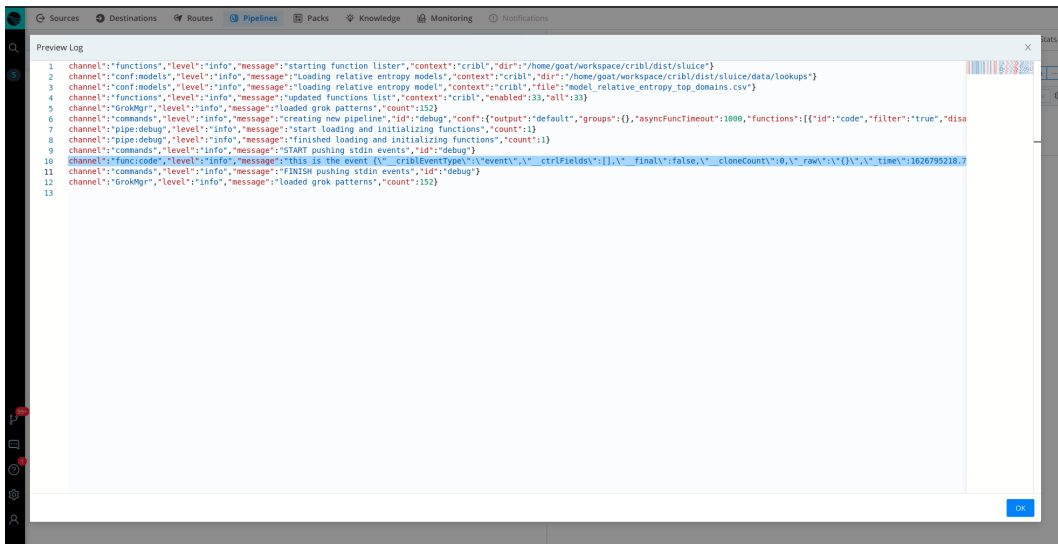 Sources Destinations Routes Pipelines Packs Knowledge Monitoring Notifications
Stats
Preview Log
1 channel":"functions","level":"info","message":"starting function lister","context":"cribl","dir":"/home/goat/workspace/cribl/dist/sluice"}
2 channel":"conf:models","level":"info","message":"Loading relative entropy models","context":"cribl","dir":"/home/goat/workspace/cribl/dist/sluice/data/lookups"}
3 channel":"conf:models","level":"info","message":"loading relative entropy model","context":"cribl","file":"model_relative_entropy_top_domains.csv"}
4 channel":"functions","level":"info","message":"updated functions list","context":"cribl","enabled":33,"all":33}
5 channel":"GrokMgr","level":"info","message":"loaded grok patterns","count":152}
6 channel":"commands","level":"info","message":"creating new pipeline","id":"debug","conf":{"output":"default","groups":{},"asyncFuncTimeout":1000,"functions":[{"id":"code","filter":"true","disa
7 channel":"pipe:debug","level":"info","message":"start loading and initializing functions","count":1}
8 channel":"pipe:debug","level":"info","message":"finished loading and initializing functions","count":1}
9 channel":"commands","level":"info","message":"START pushing stdin events","id":"debug"}
10 channel":"func:code","level":"info","message":"this is the event {\"__criblEventType\":\"event\",\"__ctrlFields\":[],\"__final\":false,\"__cloneCount\":0,\"_raw\":\"{}\",\"_time\":1626795218.7
11 channel":"commands","level":"info","message":"FINISH pushing stdin events","id":"debug"}
12 channel":"GrokMgr","level":"info","message":"loaded grok patterns","count":152}
13
99+
1
OK